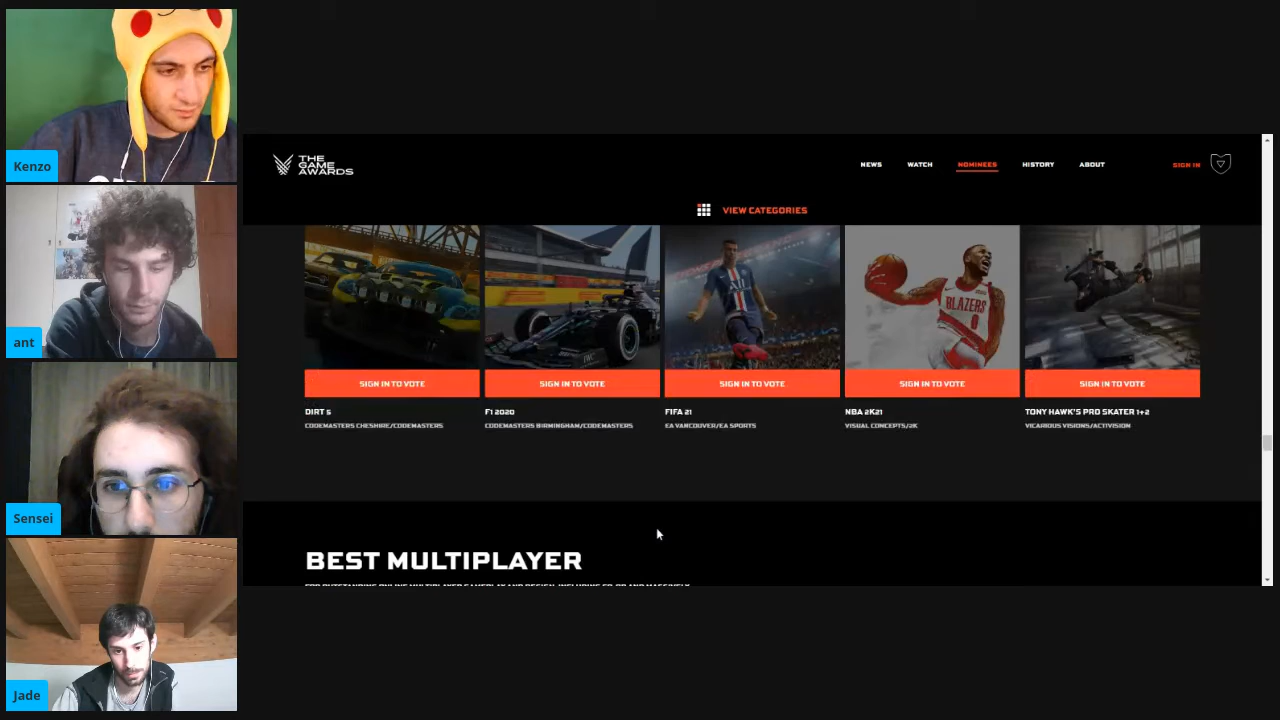 Kenzo
ant
Sensei
Jade
THE
GAME
AWARDS
NEWS WATCH NOMINEES HISTORY ABOUT SIGN IN
VIEW CATEGORIES
BLAZERS
0
SIGN IN TO VOTE SIGN IN TO VOTE SIGN IN TO VOTE SIGN IN TO VOTE SIGN IN TO VOTE
DIRT 5 F1 2020 FIFA 21 NBA 2K21 TONY HAWK'S PRO SKATER 1+2
CODEMASTERS CHESHIRE/CODEMASTERS CODEMASTERS BIRMINGHAM/CODEMASTERS EA VANCOUVER/EA SPORTS VISUAL CONCEPTS/2K VICARIOUS VISIONS/ACTIVISION
BEST MULTIPLAYER